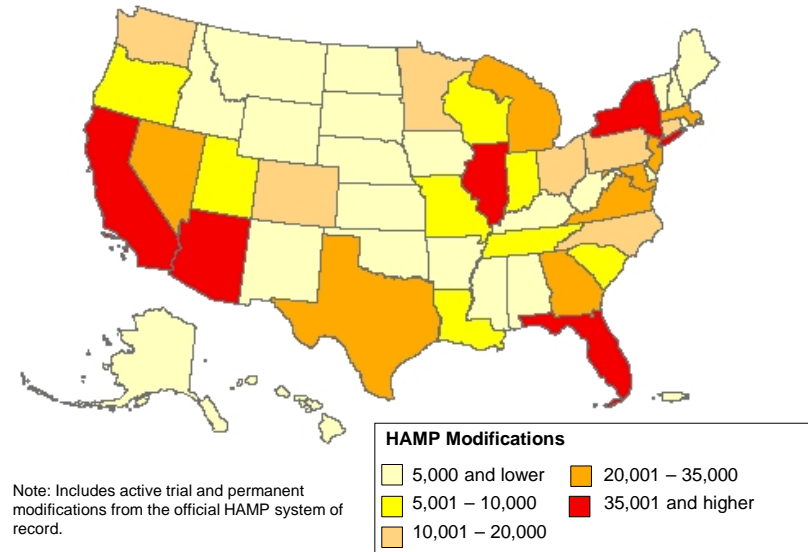 HAMP Modifications
5,000 and lower
20,001 – 35,000
5,001 – 10,000
35,001 and higher
10,001 – 20,000
Note: Includes active trial and permanent
modifications from the official HAMP system of
record.